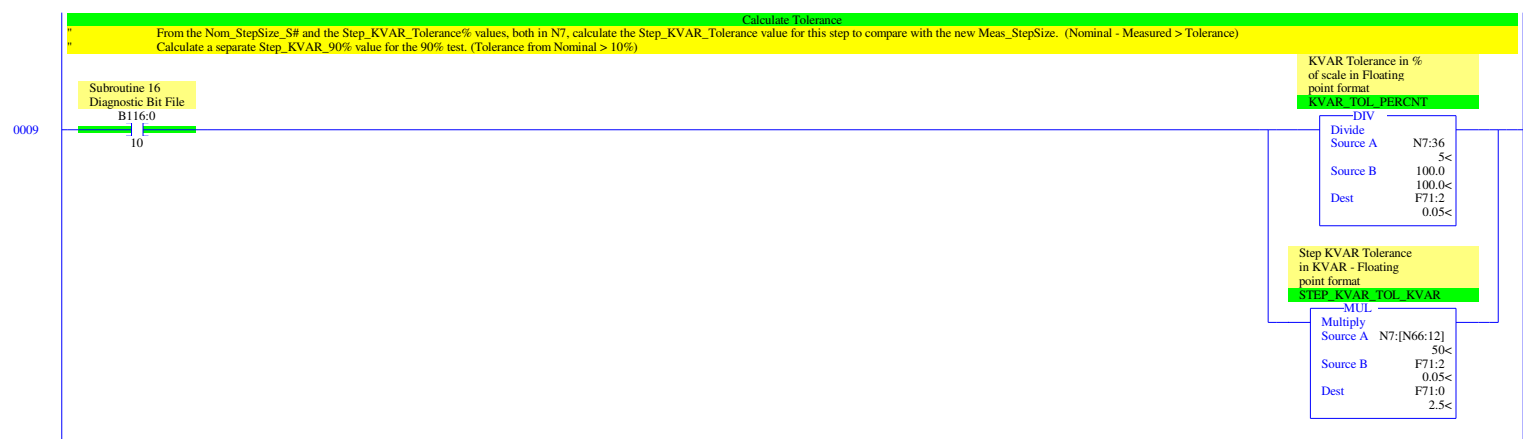 Calculate Tolerance
" From the Nom_StepSize_S# and the Step_KVAR_Tolerance% values, both in N7, calculate the Step_KVAR_Tolerance value for this step to compare with the new Meas_StepSize. (Nominal - Measured > Tolerance)
" Calculate a separate Step_KVAR_90% value for the 90% test. (Tolerance from Nominal > 10%)
KVAR Tolerance in %
of scale in Floating
point format
KVAR_TOL_PERCNT
Subroutine 16
Diagnostic Bit File
B116:0
10
0009
DIV
Divide
Source A N7:36
5<
Source B 100.0
100.0<
Dest F71:2
0.05<
Step KVAR Tolerance
in KVAR - Floating
point format
STEP_KVAR_TOL_KVAR
MUL
Multiply
Source A N7:[N66:12]
50<
Source B F71:2
0.05<
Dest F71:0
2.5<